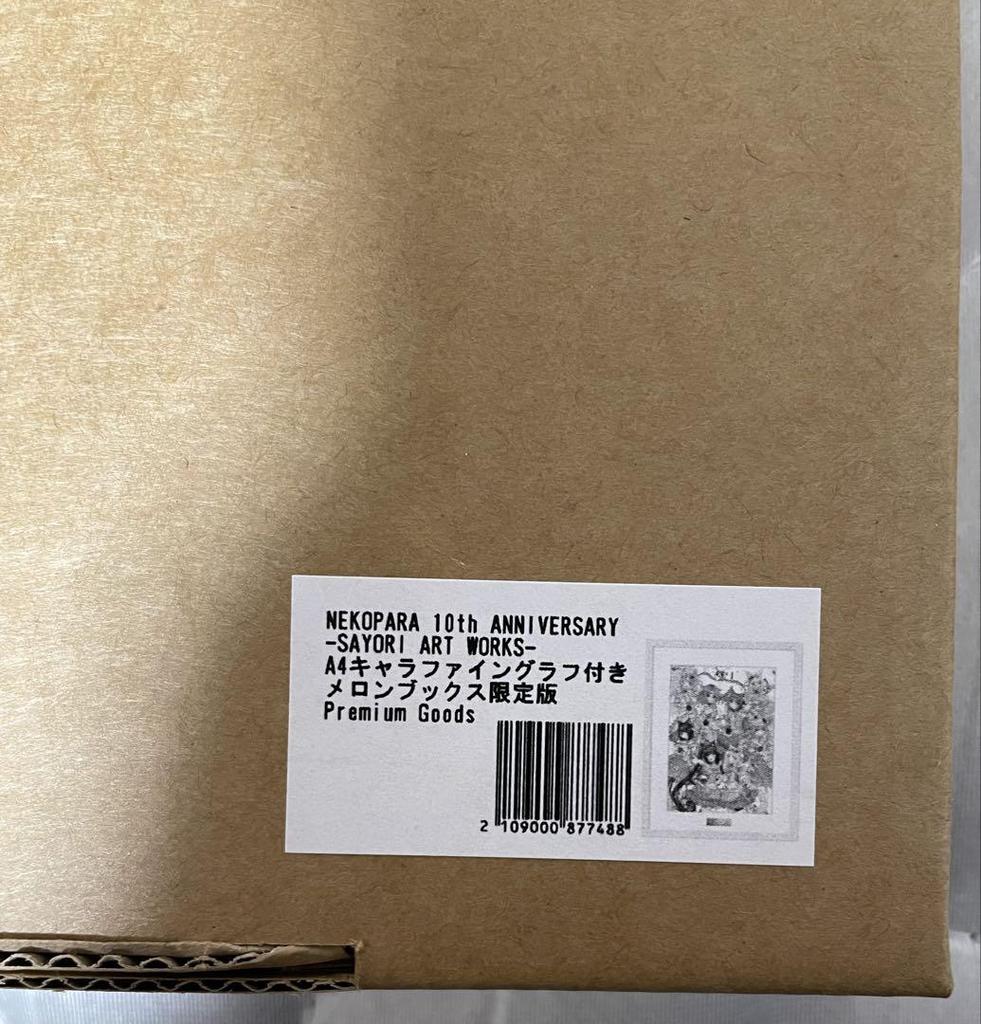 NEKOPARA 10th ANNIVERSARY
-SAYORI ART WORKS-
A4キャラファイングラフ付き
メロンブックス限定版
Premium Goods
2 109000 877488